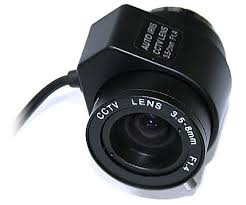 AUTO IRIS
CCTV LENS
3.5-8mm F1.4
CCTV LENS 3.5-8mm F1.4